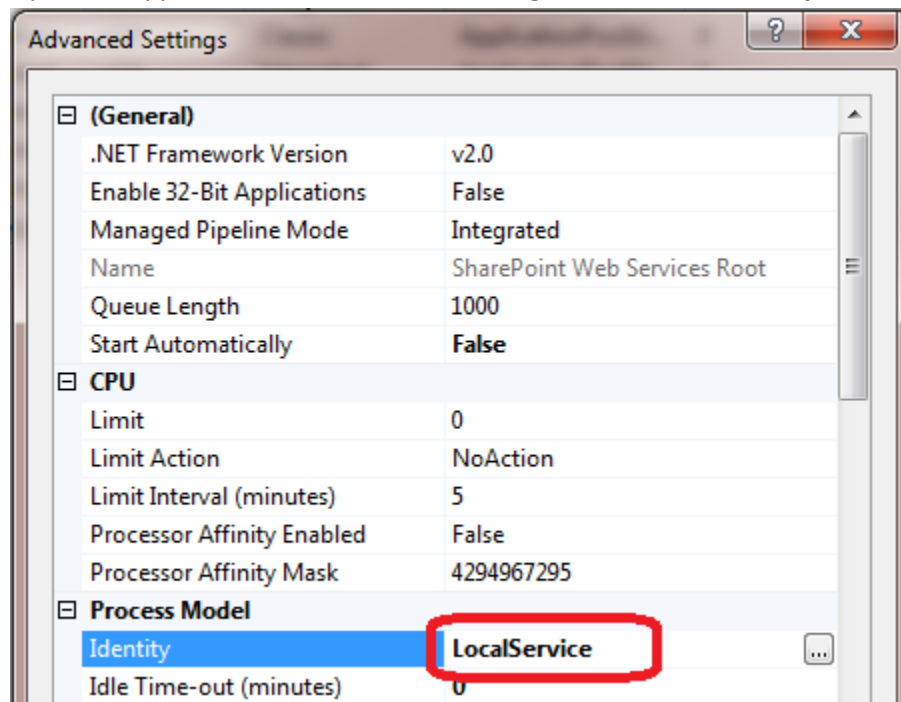 Advanced Settings
(General)
.NET Framework Version v2.0
Enable 32-Bit Applications False
Managed Pipeline Mode Integrated
Name SharePoint Web Services Root
Queue Length 1000
Start Automatically False
CPU
Limit 0
Limit Action NoAction
Limit Interval (minutes) 5
Processor Affinity Enabled False
Processor Affinity Mask 4294967295
Process Model
Identity LocalService ...
Idle Time-out (minutes) 0